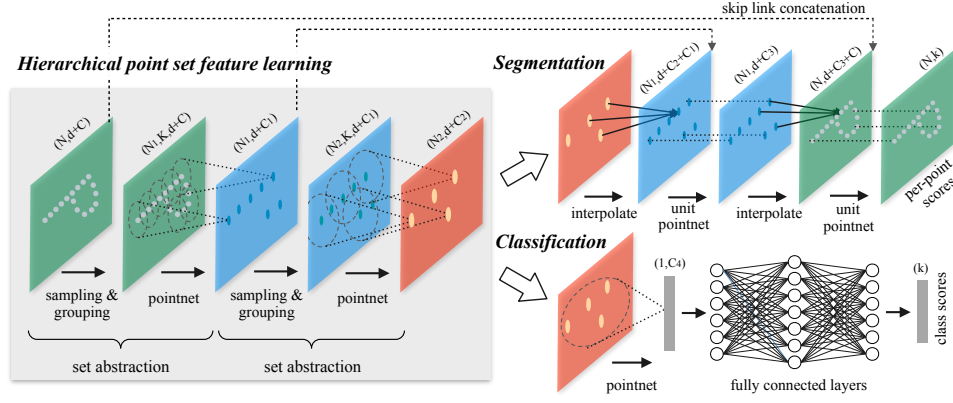 skip link concatenation
Hierarchical point set feature learning
Segmentation
(N,d+C)
(N1,K,d+C)
(N1,d+C1)
(N2,K,d+C1)
(N2,d+C2)
(N1,d+C2+C1)
(N1,d+C3)
(N,d+C3+C)
(N,k)
per-point
scores
interpolate
unit
pointnet
interpolate
unit
pointnet
sampling &
grouping
pointnet
sampling &
grouping
pointnet
set abstraction
set abstraction
Classification
(1,C4)
(k)
class scores
pointnet
fully connected layers